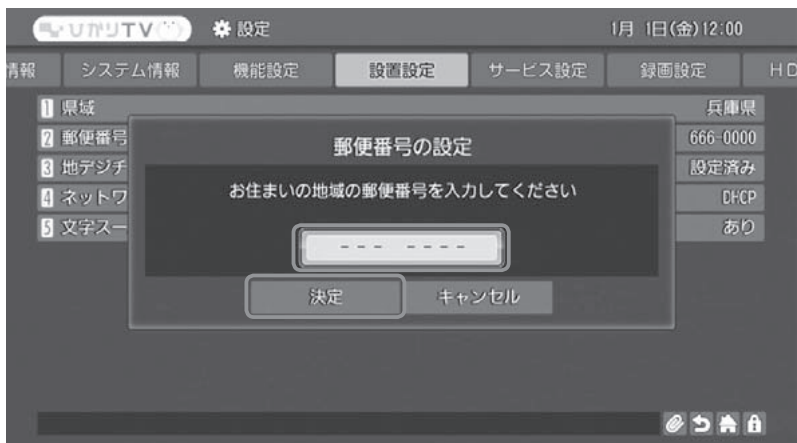 ひかりTV 設定 1月 1日(金)12:00
情報 システム情報 機能設定 設置設定 サービス設定 録画設定 HD
1 県域 兵庫県
2 郵便番号 666-0000
3 地デジチ 設定済み
4 ネットワ DHCP
5 文字スー あり
郵便番号の設定
お住まいの地域の郵便番号を入力してください
--- ----
決定 キャンセル